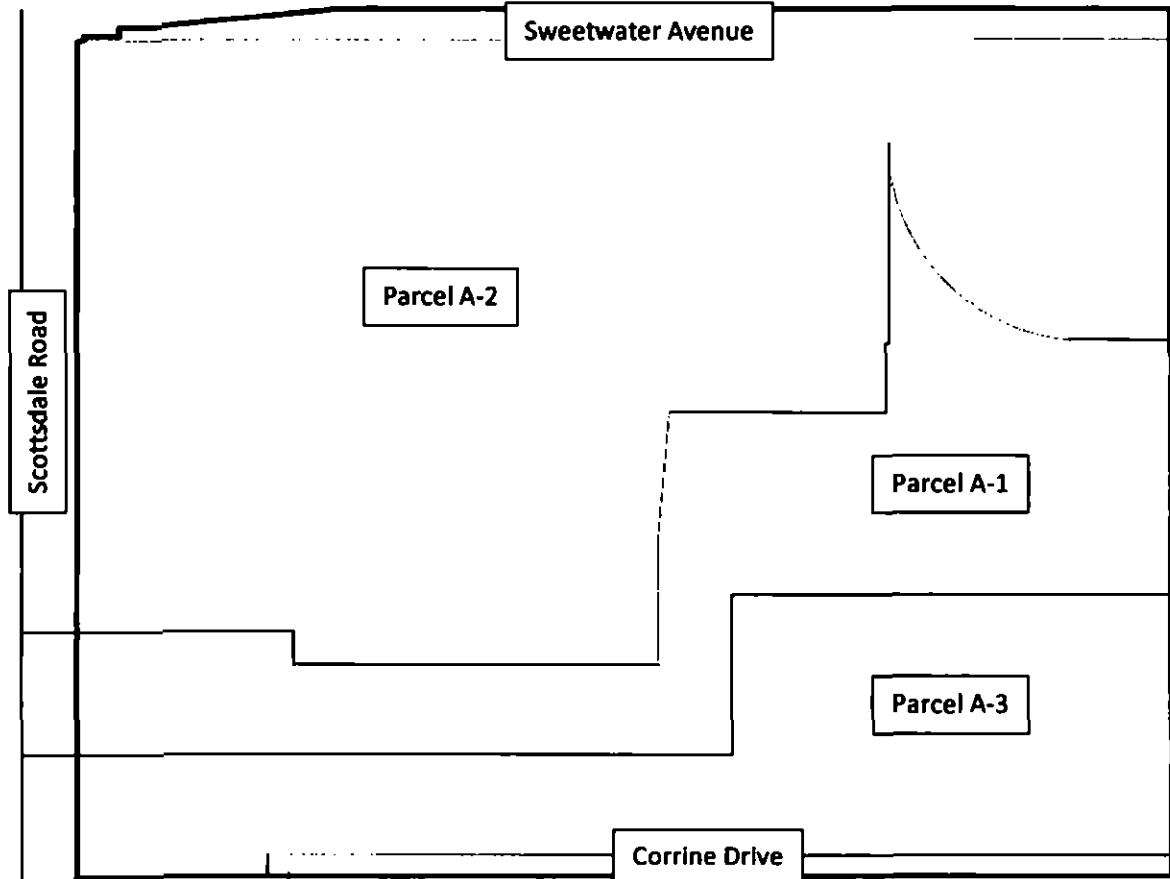 Sweetwater Avenue
Parcel A-2
Scottsdale Road
Parcel A-1
Parcel A-3
Corrine Drive